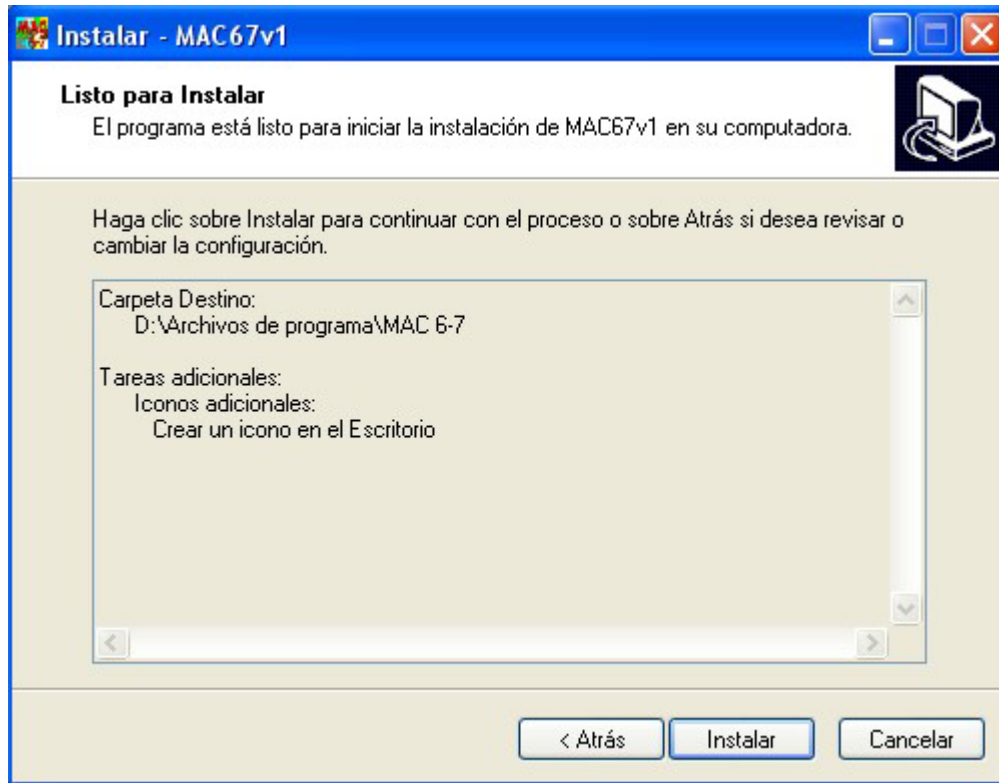 Instalar - MAC67v1
Listo para Instalar
El programa está listo para iniciar la instalación de MAC67v1 en su computadora.
Haga clic sobre Instalar para continuar con el proceso o sobre Atrás si desea revisar o
cambiar la configuración.
Carpeta Destino:
D:\Archivos de programa\MAC 6-7
Tareas adicionales:
Iconos adicionales:
Crear un icono en el Escritorio
< Atrás
Instalar
Cancelar